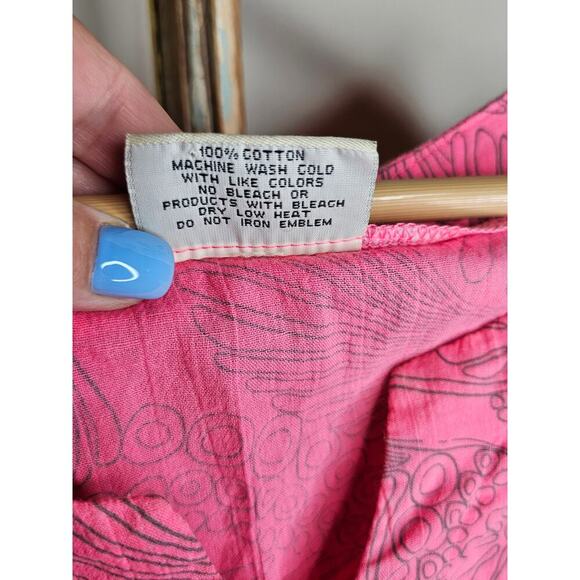 100% COTTON
MACHINE WASH COLD
WITH LIKE COLORS
NO BLEACH OR
PRODUCTS WITH BLEACH
DRY LOW HEAT
DO NOT IRON EMBLEM